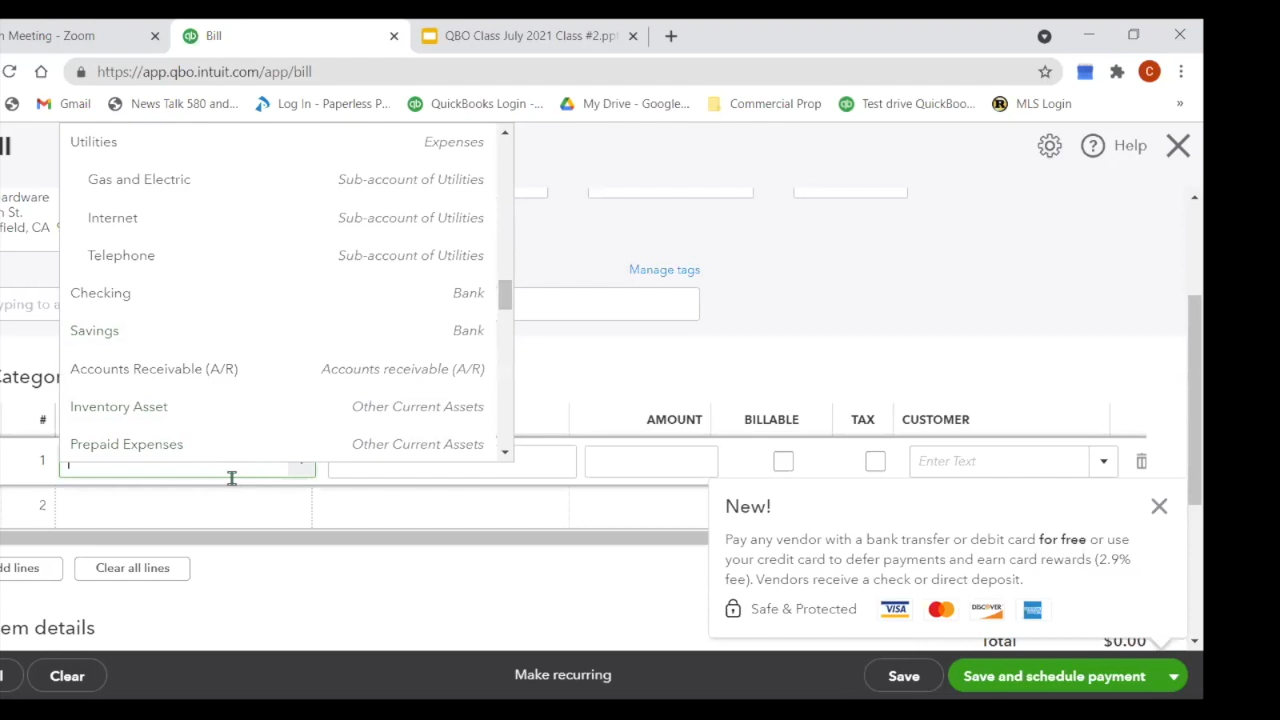 n Meeting - Zoom
Bill
QBO Class July 2021 Class #2.ppt
https://app.qbo.intuit.com/app/bill
C
Gmail
News Talk 580 and...
Log In - Paperless P...
QuickBooks Login -...
My Drive - Google...
Commercial Prop
Test drive QuickBoo...
MLS Login
»
ll
Help
ardware
n St.
field, CA
Utilities Expenses
Gas and Electric Sub-account of Utilities
Internet Sub-account of Utilities
Telephone Sub-account of Utilities
Checking Bank
Savings Bank
Accounts Receivable (A/R) Accounts receivable (A/R)
Inventory Asset Other Current Assets
Prepaid Expenses Other Current Assets
Manage tags
yping to a
Catego
# AMOUNT BILLABLE TAX CUSTOMER
1 Enter Text
2
New!
Pay any vendor with a bank transfer or debit card for free or use
your credit card to defer payments and earn card rewards (2.9%
fee). Vendors receive a check or direct deposit.
Safe & Protected VISA DISCOVER
dd lines Clear all lines
em details
Total $0.00
l Clear Make recurring Save Save and schedule payment